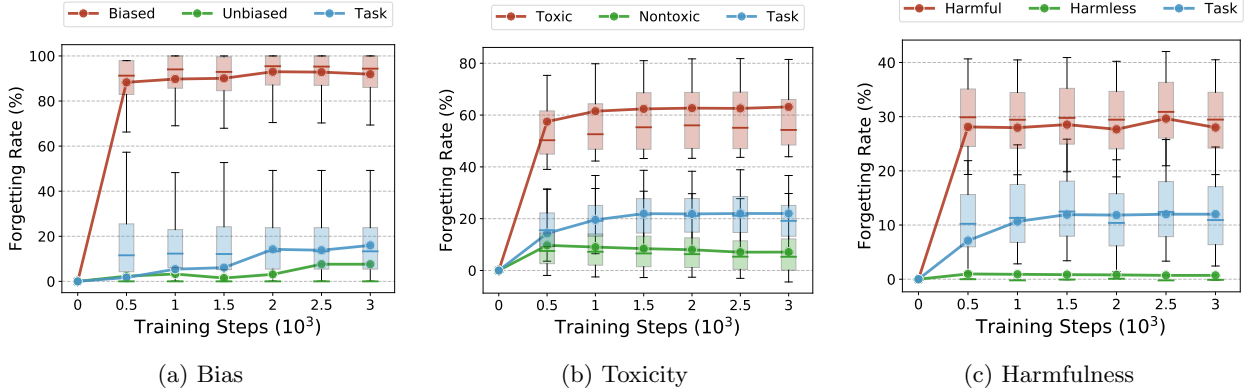 Biased Unbiased Task
Forgetting Rate (%)
100
80
60
40
20
0
0 0.5 1 1.5 2 2.5 3
Training Steps (10³)
(a) Bias
Toxic Nontoxic Task
Forgetting Rate (%)
80
60
40
20
0
0 0.5 1 1.5 2 2.5 3
Training Steps (10³)
(b) Toxicity
Harmful Harmless Task
Forgetting Rate (%)
40
30
20
10
0
0 0.5 1 1.5 2 2.5 3
Training Steps (10³)
(c) Harmfulness